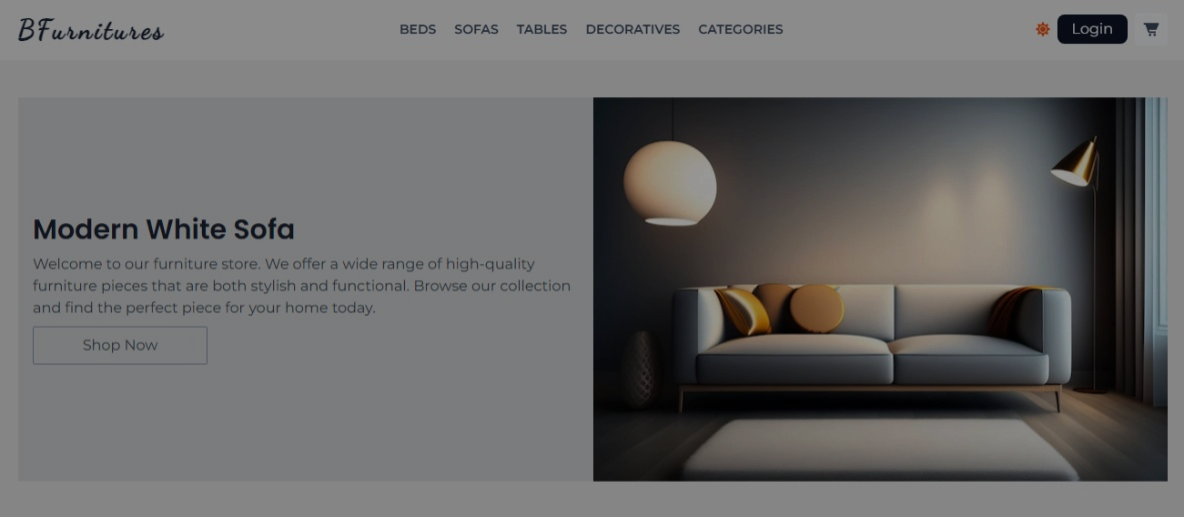 BFurnitures
BEDS SOFAS TABLES DECORATIVES CATEGORIES
Login
Modern White Sofa
Welcome to our furniture store. We offer a wide range of high-quality
furniture pieces that are both stylish and functional. Browse our collection
and find the perfect piece for your home today.
Shop Now